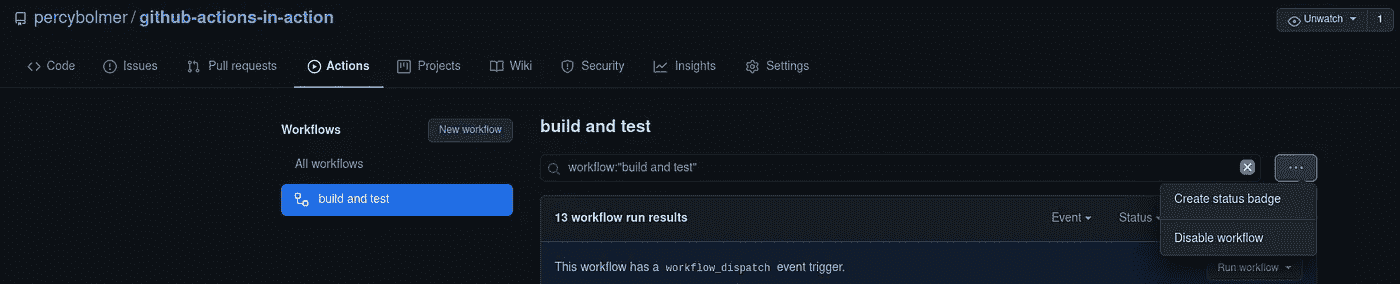 percybolmer / github-actions-in-action
Unwatch 1
Code Issues Pull requests Actions Projects Wiki Security Insights Settings
Workflows New workflow
All workflows
build and test
build and test
workflow:"build and test"
Create status badge
Disable workflow
13 workflow run results Event Status
This workflow has a workflow_dispatch event trigger. Run workflow